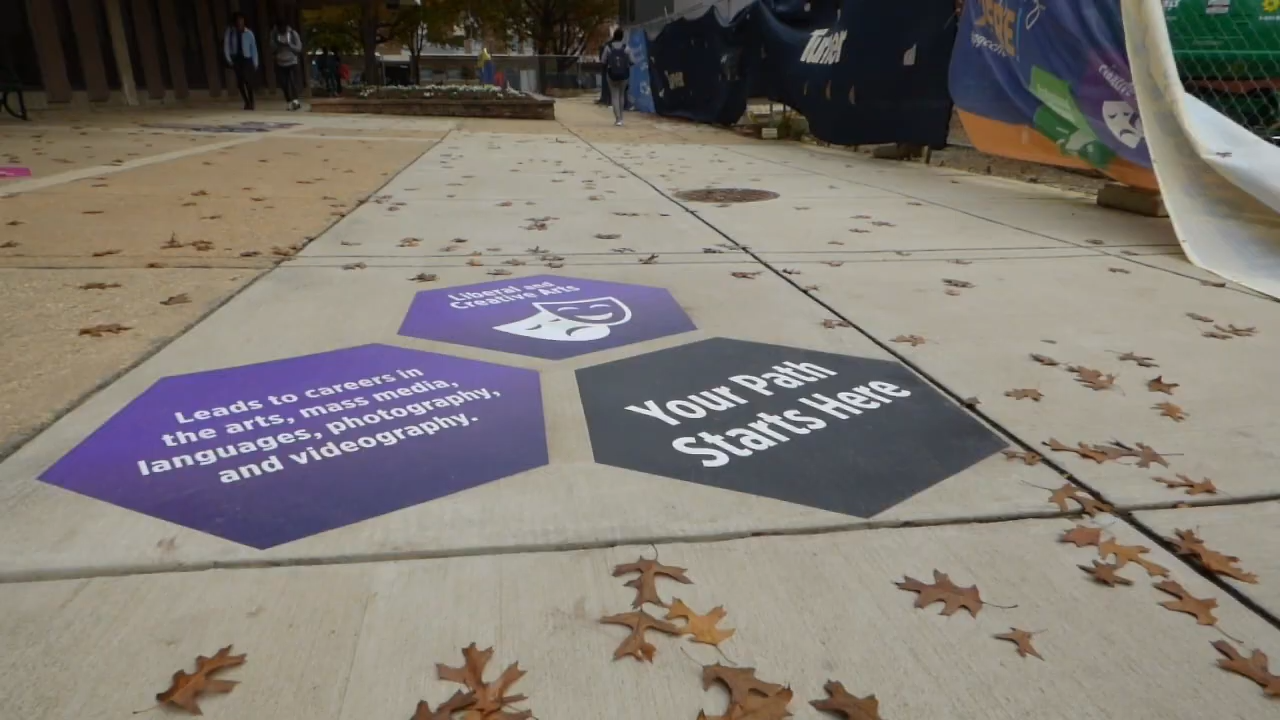 Liberal and
Creative Arts
Leads to careers in
the arts, mass media,
languages, photography,
and videography.
Your Path
Starts Here
Turner